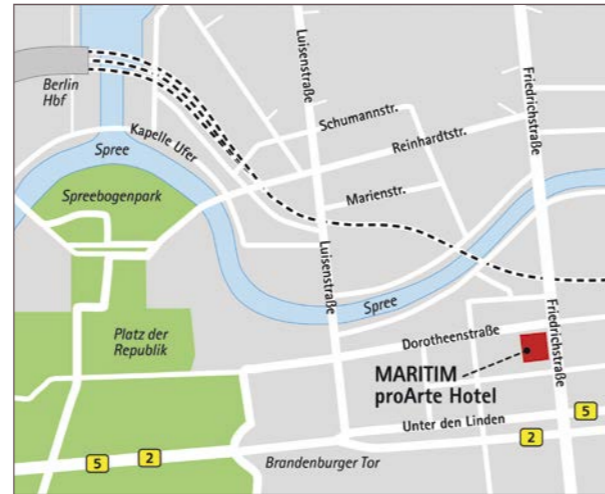 Berlin
Hbf
Luisenstraße
Friedrichstraße
Schumannstr.
Kapelle Ufer
Reinhardtstr.
Spree
Spreebogenpark
Marienstr.
Luisenstraße
Spree
Friedrichstraße
Platz der
Republik
Dorotheenstraße
MARITIM
proArte Hotel
Unter den Linden
5
2
5
2
Brandenburger Tor